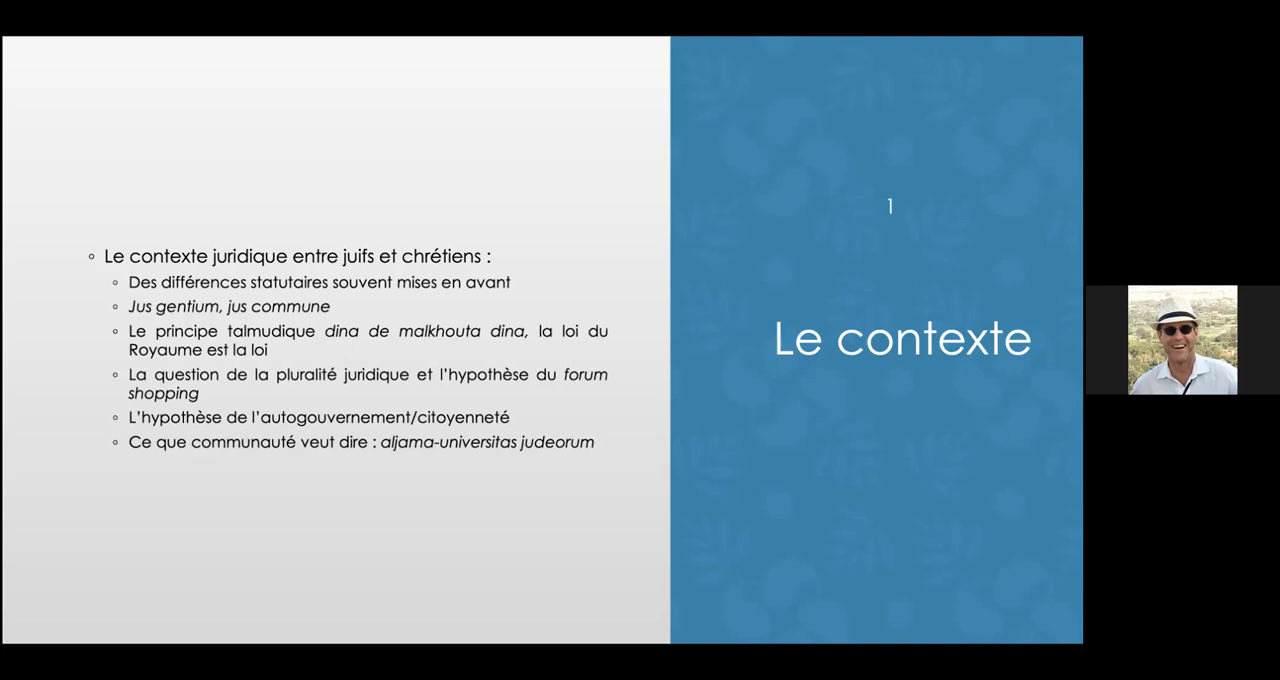 ◦ Le contexte juridique entre juifs et chrétiens :
◦ Des différences statutaires souvent mises en avant
◦ Jus gentium, jus commune
◦ Le principe talmudique dina de malkhouta dina, la loi du
Royaume est la loi
◦ La question de la pluralité juridique et l’hypothèse du forum
shopping
◦ L’hypothèse de l’autogouvernement/citoyenneté
◦ Ce que communauté veut dire : aljama-universitas judeorum
1
Le contexte